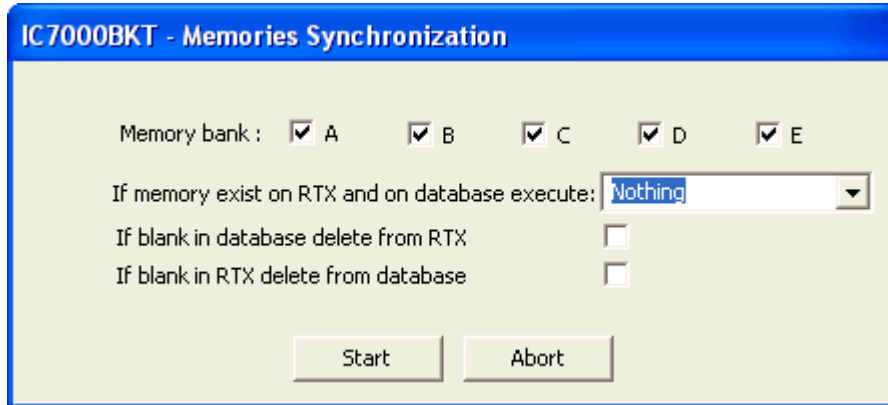 IC7000BKT - Memories Synchronization
Memory bank : A B C D E
If memory exist on RTX and on database execute: Nothing
If blank in database delete from RTX
If blank in RTX delete from database
Start Abort